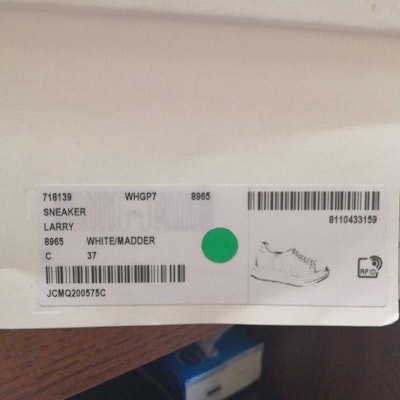 718139 WHGP7 8965
SNEAKER
LARRY
8965 WHITE/MADDER
C 37
JCMQ200575C
8110433159
RFID